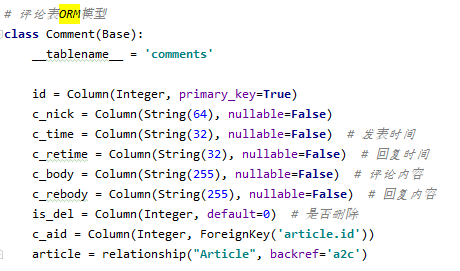 # 评论表ORM模型
class Comment(Base):
__tablename__ = 'comments'
id = Column(Integer, primary_key=True)
c_nick = Column(String(64), nullable=False)
c_time = Column(String(32), nullable=False)  # 发表时间
c_retime = Column(String(32), nullable=False)  # 回复时间
c_body = Column(String(255), nullable=False)  # 评论内容
c_rebody = Column(String(255), nullable=False)  # 回复内容
is_del = Column(Integer, default=0)  # 是否删除
c_aid = Column(Integer, ForeignKey('article.id'))
article = relationship("Article", backref='a2c')